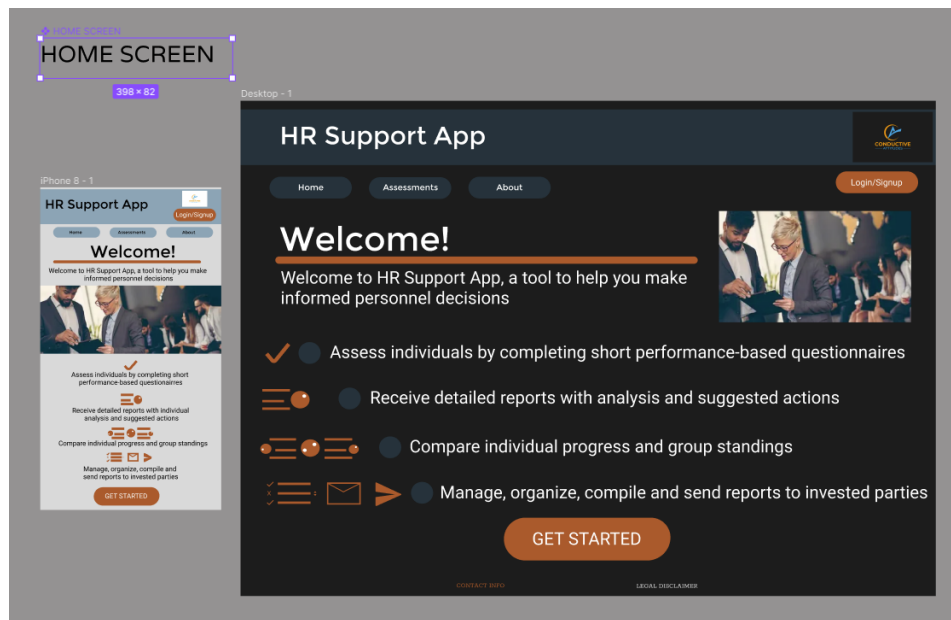 HOME SCREEN
HOME SCREEN
398 × 82
iPhone 8 - 1
HR Support App
Login/Signup
Home Assessments About
Welcome!
Welcome to HR Support App, a tool to help you make
informed personnel decisions
Assess individuals by completing short
performance-based questionairres
Receive detailed reports with individual
analysis and suggested actions
Compare individual progress and group standings
Manage, organize, compile and
send reports to invested parties
GET STARTED
Desktop - 1
HR Support App
CONDUCTIVE
Home Assessments About
Login/Signup
Welcome!
Welcome to HR Support App, a tool to help you make
informed personnel decisions
Assess individuals by completing short performance-based questionnaires
Receive detailed reports with analysis and suggested actions
Compare individual progress and group standings
Manage, organize, compile and send reports to invested parties
GET STARTED
CONTACT INFO
LEGAL DISCLAIMER